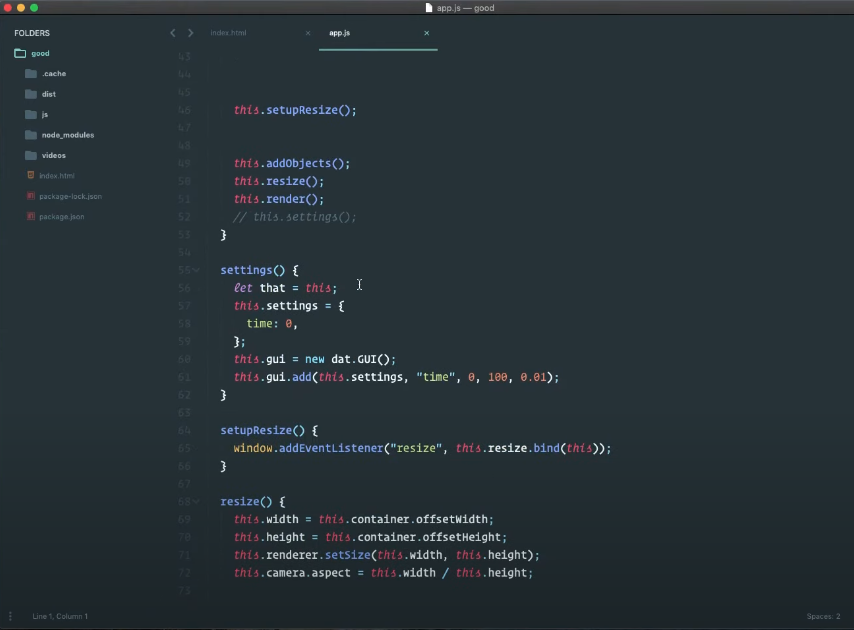 app.js — good
FOLDERS
index.html ×
app.js ×
good
.cache
dist
js
node_modules
videos
index.html
package-lock.json
package.json
43
44
45
46 this.setupResize();
47
48
49 this.addObjects();
50 this.resize();
51 this.render();
52 // this.settings();
53 }
54
55 settings() {
56 let that = this;
57 this.settings = {
58 time: 0,
59 };
60 this.gui = new dat.GUI();
61 this.gui.add(this.settings, "time", 0, 100, 0.01);
62 }
63
64 setupResize() {
65 window.addEventListener("resize", this.resize.bind(this));
66 }
67
68 resize() {
69 this.width = this.container.offsetWidth;
70 this.height = this.container.offsetHeight;
71 this.renderer.setSize(this.width, this.height);
72 this.camera.aspect = this.width / this.height;
73
Line 1, Column 1
Spaces: 2